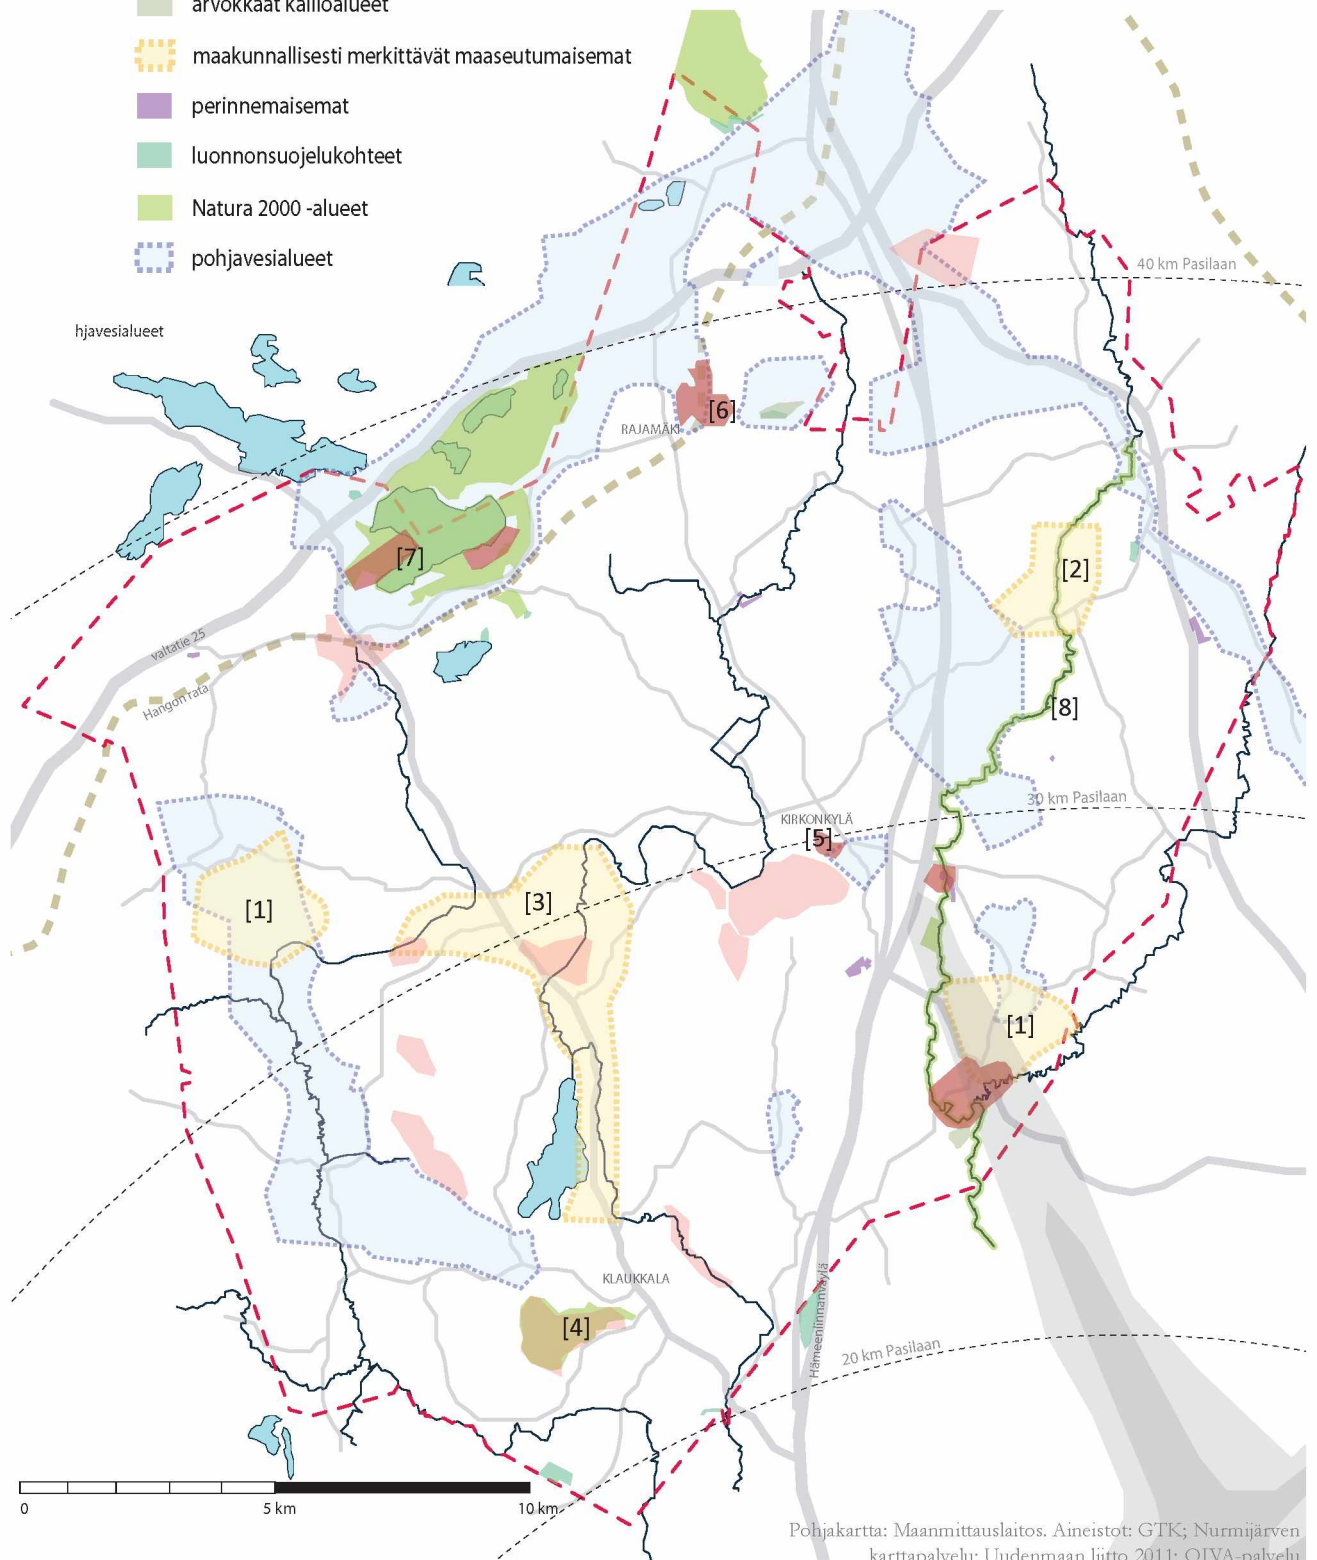 arvokkaat kallioalueet
maakunnallisesti merkittävät maaseutumaisemat
perinnemaisemat
luonnonsuojelukohteet
Natura 2000 -alueet
pohjavesialueet
hjavesialueet
40 km Pasilaan
[6]
RAJAMÄKI
[7]
[2]
valtatie 25
Hangon rata
[8]
30 km Pasilaan
KIRKONKYLÄ
[5]
[1]
[3]
[1]
KLAUKKALA
[4]
Hämeenlinnanväylä
20 km Pasilaan
0
5 km
10 km
Pohjakartta: Maanmittauslaitos. Aineistot: GTK; Nurmijärven
karttapalvelu; Uudenmaan liitto 2011; OIVA-palvelu